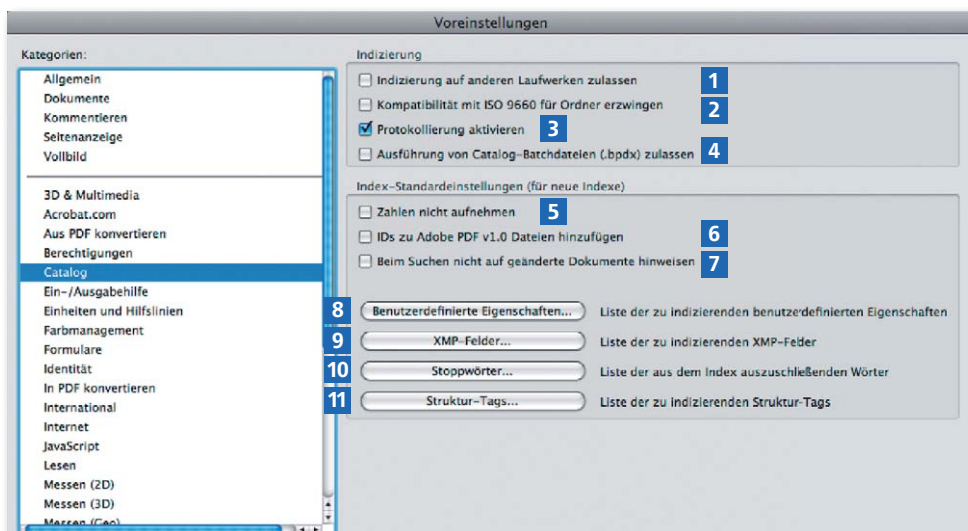 Voreinstellungen
Kategorien:
Allgemein
Dokumente
Kommentieren
Seitenanzeige
Vollbild
3D & Multimedia
Acrobat.com
Aus PDF konvertieren
Berechtigungen
Catalog
Ein-/Ausgabehilfe
Einheiten und Hilfslinien
Farbmanagement
Formulare
Identität
In PDF konvertieren
International
Internet
JavaScript
Lesen
Messen (2D)
Messen (3D)
Messen (Geo)
Indizierung
Indizierung auf anderen Laufwerken zulassen 1
Kompatibilität mit ISO 9660 für Ordner erzwingen 2
Protokollierung aktivieren 3
Ausführung von Catalog-Batchdateien (.bpdx) zulassen 4
Index-Standardeinstellungen (für neue Indexe)
Zahlen nicht aufnehmen 5
IDs zu Adobe PDF v1.0 Dateien hinzufügen 6
Beim Suchen nicht auf geänderte Dokumente hinweisen 7
8 Benutzerdefinierte Eigenschaften... Liste der zu indizierenden benutzerdefinierten Eigenschaften
9 XMP-Felder... Liste der zu indizierenden XMP-Felder
10 Stoppwörter... Liste der aus dem Index auszuschließenden Wörter
11 Struktur-Tags... Liste der zu indizierenden Struktur-Tags